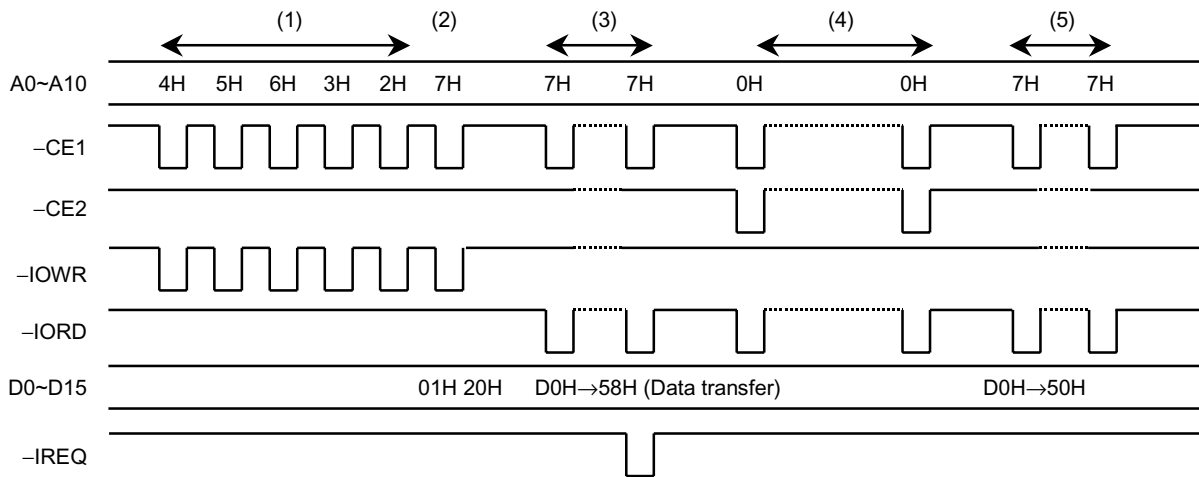 (1) (2) (3) (4) (5)
A0~A10 4H 5H 6H 3H 2H 7H 7H 7H 0H 0H 7H 7H
–CE1
–CE2
–IOWR
–IORD
D0~D15 01H 20H D0H→58H (Data transfer) D0H→50H
–IREQ